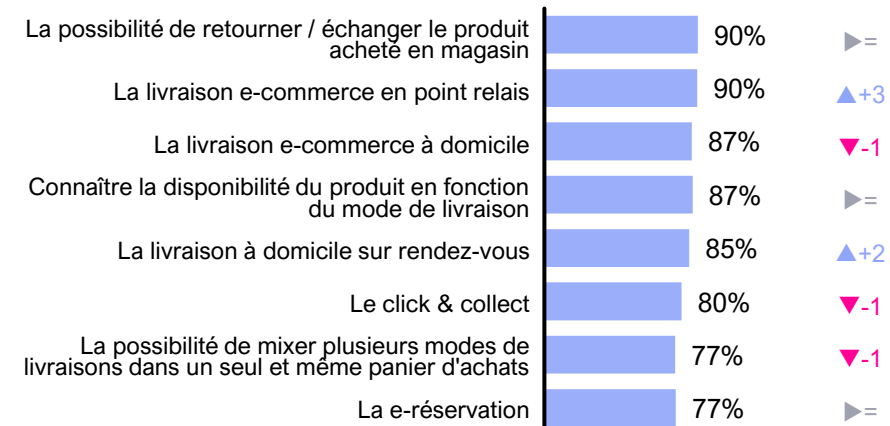 La possibilité de retourner / échanger le produit
acheté en magasin
90%
▶=
La livraison e-commerce en point relais
90%
▲+3
La livraison e-commerce à domicile
87%
▼-1
Connaître la disponibilité du produit en fonction
du mode de livraison
87%
▶=
La livraison à domicile sur rendez-vous
85%
▲+2
Le click & collect
80%
▼-1
La possibilité de mixer plusieurs modes de
livraisons dans un seul et même panier d'achats
77%
▼-1
La e-réservation
77%
▶=